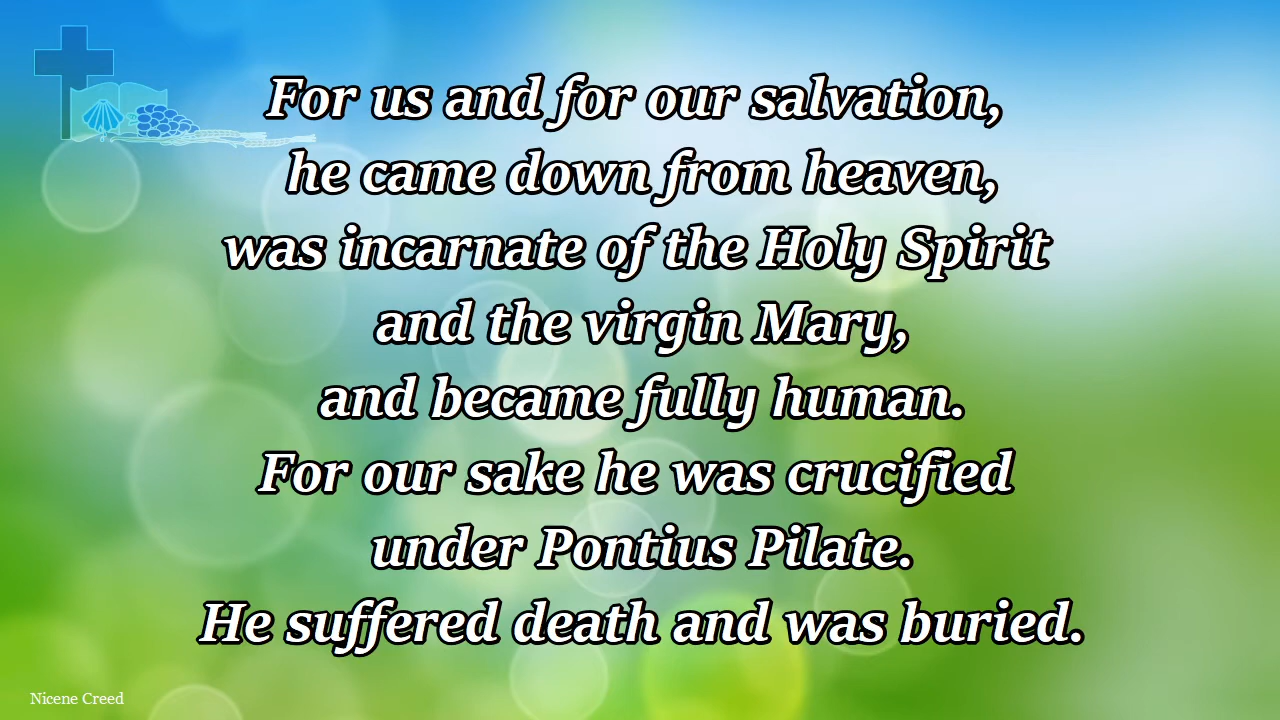 For us and for our salvation,
he came down from heaven,
was incarnate of the Holy Spirit
and the virgin Mary,
and became fully human.
For our sake he was crucified
under Pontius Pilate.
He suffered death and was buried.
Nicene Creed